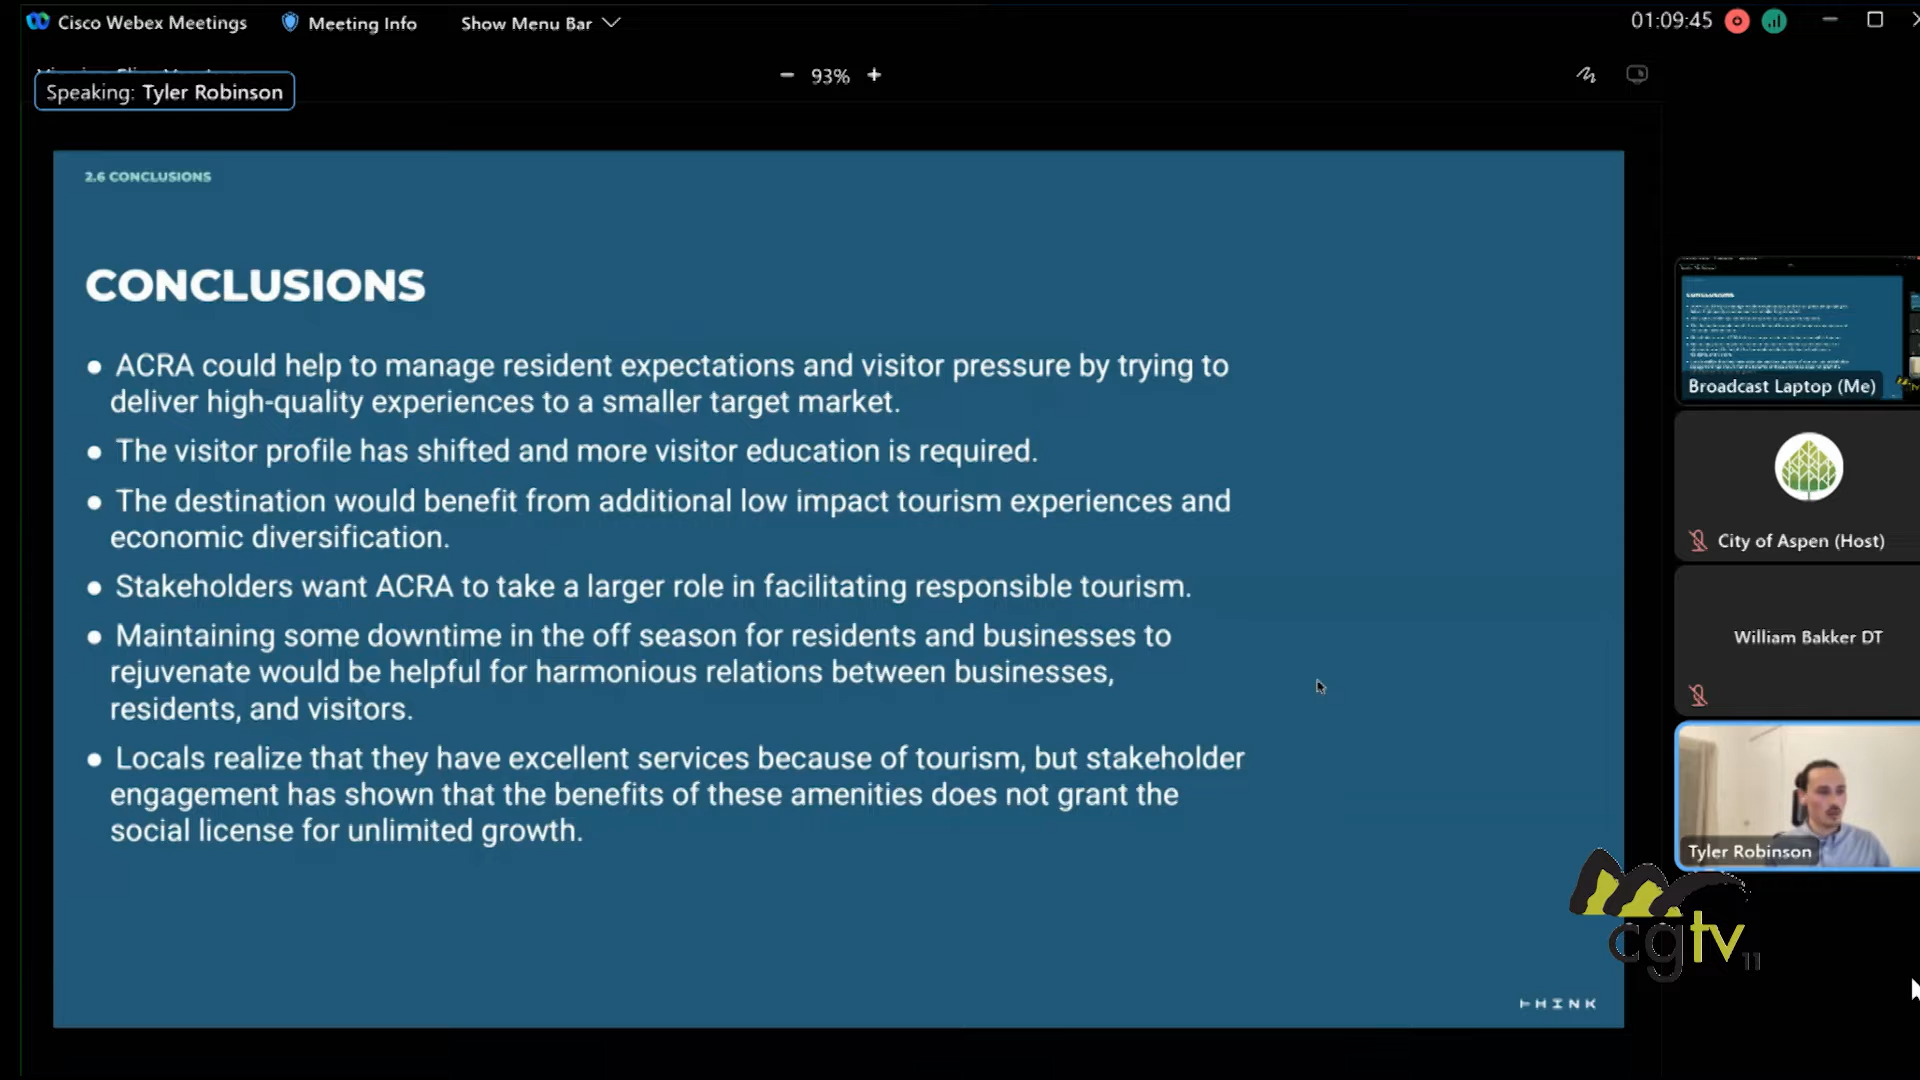 Cisco Webex Meetings
Meeting Info
Show Menu Bar
01:09:45
Speaking: Tyler Robinson
93%
2.6 CONCLUSIONS
CONCLUSIONS
● ACRA could help to manage resident expectations and visitor pressure by trying to
deliver high-quality experiences to a smaller target market.
● The visitor profile has shifted and more visitor education is required.
● The destination would benefit from additional low impact tourism experiences and
economic diversification.
● Stakeholders want ACRA to take a larger role in facilitating responsible tourism.
● Maintaining some downtime in the off season for residents and businesses to
rejuvenate would be helpful for harmonious relations between businesses,
residents, and visitors.
● Locals realize that they have excellent services because of tourism, but stakeholder
engagement has shown that the benefits of these amenities does not grant the
social license for unlimited growth.
THINK
CONCLUSIONS
Broadcast Laptop (Me)
City of Aspen (Host)
William Bakker DT
Tyler Robinson
cgtv
11